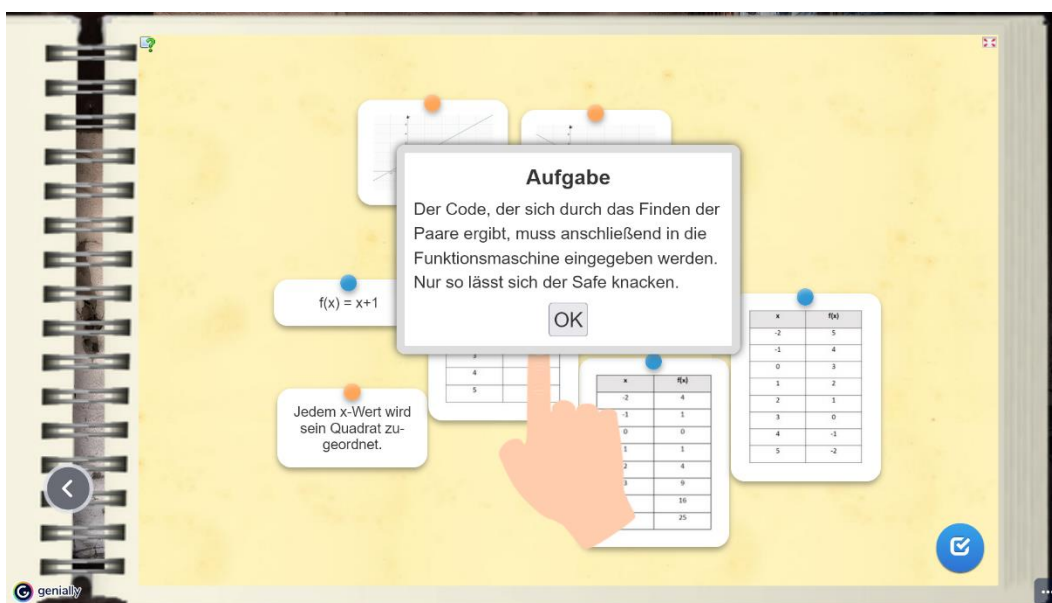 Aufgabe
Der Code, der sich durch das Finden der
Paare ergibt, muss anschließend in die
Funktionsmaschine eingegeben werden.
Nur so lässt sich der Safe knacken.
OK
f(x) = x+1
Jedem x-Wert wird
sein Quadrat zu-
geordnet.
4
5
x f(x)
-2 4
-1 1
0 0
1 1
2 4
3 9
16
25
x f(x)
-2 5
-1 4
0 3
1 2
2 1
3 0
4 -1
5 -2
genially